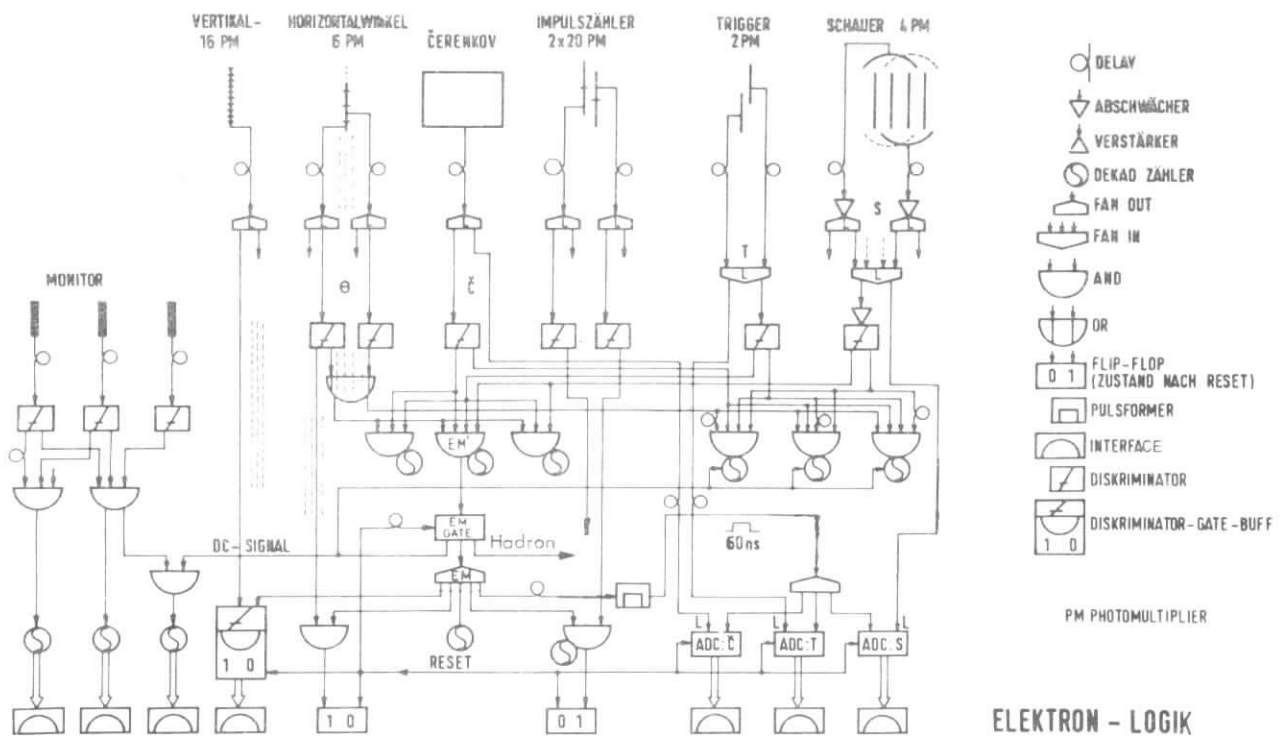 VERTIKAL-
16 PM
HORIZONTALWINKEL
6 PM
ČERENKOV
IMPULSZÄHLER
2x20 PM
TRIGGER
2PM
SCHAUER 4 PM
DELAY
ABSCHWÄCHER
VERSTÄRKER
DEKAD ZÄHLER
FAN OUT
FAN IN
AND
OR
0 1
FLIP-FLOP
(ZUSTAND NACH RESET)
PULSFORMER
INTERFACE
DISKRIMINATOR
DISKRIMINATOR-GATE-BUFF
1 0
PM PHOTOMULTIPLIER
MONITOR
L
L
L
L
L
L
S
L
L
T
L
L
Θ
Č
EM'
EM
GATE
DC-SIGNAL
Hadron
60ns
EM
1 0
RESET
L
ADC:Č
L
ADC:T
L
ADC:S
1 0
0 1
ELEKTRON - LOGIK